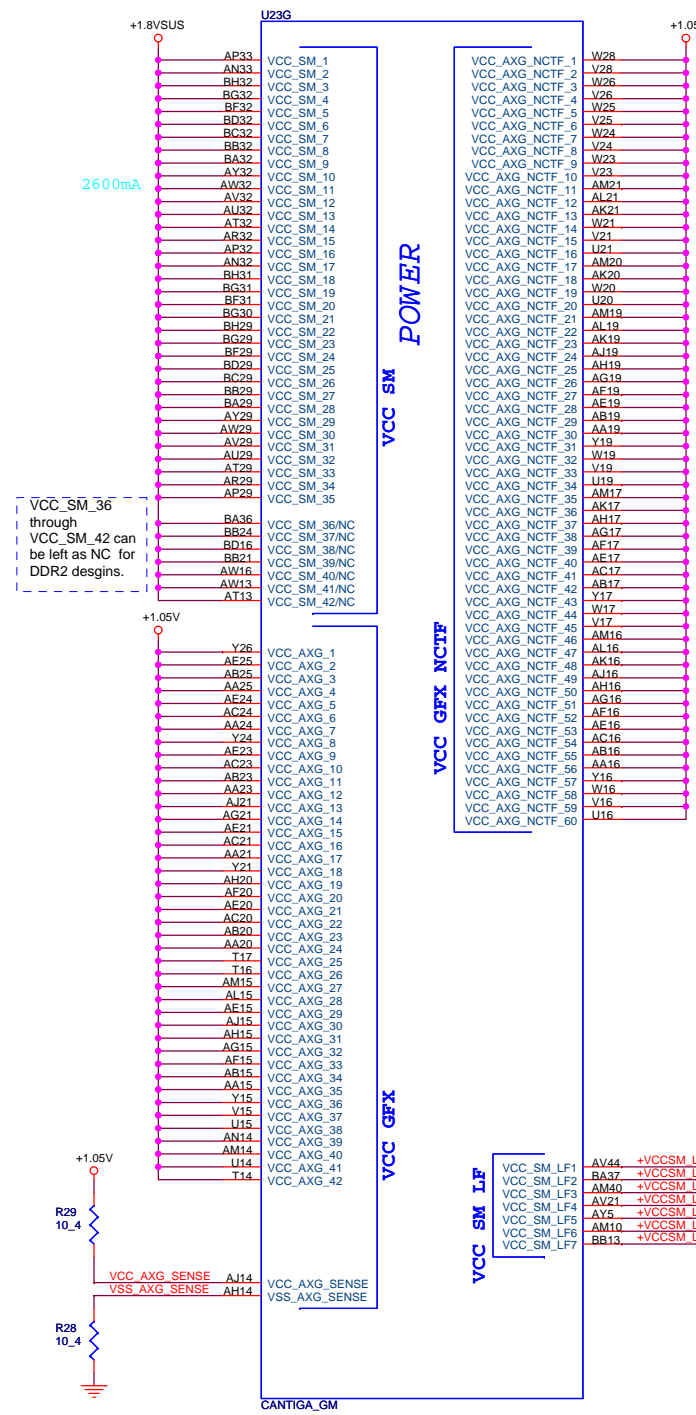 U23G
+1.8VSUS
+1.05
AP33 VCC_SM_1
AN33 VCC_SM_2
BH32 VCC_SM_3
BG32 VCC_SM_4
BF32 VCC_SM_5
BD32 VCC_SM_6
BC32 VCC_SM_7
BB32 VCC_SM_8
BA32 VCC_SM_9
AY32 VCC_SM_10
AW32 VCC_SM_11
AV32 VCC_SM_12
AU32 VCC_SM_13
AT32 VCC_SM_14
AR32 VCC_SM_15
AP32 VCC_SM_16
AN32 VCC_SM_17
BH31 VCC_SM_18
BG31 VCC_SM_19
BF31 VCC_SM_20
BG30 VCC_SM_21
BH29 VCC_SM_22
BG29 VCC_SM_23
BF29 VCC_SM_24
BD29 VCC_SM_25
BC29 VCC_SM_26
BB29 VCC_SM_27
BA29 VCC_SM_28
AY29 VCC_SM_29
AW29 VCC_SM_30
AV29 VCC_SM_31
AU29 VCC_SM_32
AT29 VCC_SM_33
AR29 VCC_SM_34
AP29 VCC_SM_35
BA36 VCC_SM_36/NC
BB24 VCC_SM_37/NC
BD16 VCC_SM_38/NC
BB21 VCC_SM_39/NC
AW16 VCC_SM_40/NC
AW13 VCC_SM_41/NC
AT13 VCC_SM_42/NC
2600mA
VCC_SM_36
through
VCC_SM_42 can
be left as NC for
DDR2 desgins.
VCC SM
POWER
VCC_AXG_NCTF_1 W28
VCC_AXG_NCTF_2 V28
VCC_AXG_NCTF_3 W26
VCC_AXG_NCTF_4 V26
VCC_AXG_NCTF_5 W25
VCC_AXG_NCTF_6 V25
VCC_AXG_NCTF_7 W24
VCC_AXG_NCTF_8 V24
VCC_AXG_NCTF_9 W23
VCC_AXG_NCTF_10 V23
VCC_AXG_NCTF_11 AM21
VCC_AXG_NCTF_12 AL21
VCC_AXG_NCTF_13 AK21
VCC_AXG_NCTF_14 W21
VCC_AXG_NCTF_15 V21
VCC_AXG_NCTF_16 U21
VCC_AXG_NCTF_17 AM20
VCC_AXG_NCTF_18 AK20
VCC_AXG_NCTF_19 W20
VCC_AXG_NCTF_20 U20
VCC_AXG_NCTF_21 AM19
VCC_AXG_NCTF_22 AL19
VCC_AXG_NCTF_23 AK19
VCC_AXG_NCTF_24 AJ19
VCC_AXG_NCTF_25 AH19
VCC_AXG_NCTF_26 AG19
VCC_AXG_NCTF_27 AF19
VCC_AXG_NCTF_28 AE19
VCC_AXG_NCTF_29 AB19
VCC_AXG_NCTF_30 AA19
VCC_AXG_NCTF_31 Y19
VCC_AXG_NCTF_32 W19
VCC_AXG_NCTF_33 V19
VCC_AXG_NCTF_34 U19
VCC_AXG_NCTF_35 AM17
VCC_AXG_NCTF_36 AK17
VCC_AXG_NCTF_37 AH17
VCC_AXG_NCTF_38 AG17
VCC_AXG_NCTF_39 AF17
VCC_AXG_NCTF_40 AE17
VCC_AXG_NCTF_41 AC17
VCC_AXG_NCTF_42 AB17
VCC_AXG_NCTF_43 Y17
VCC_AXG_NCTF_44 W17
VCC_AXG_NCTF_45 V17
VCC_AXG_NCTF_46 AM16
VCC_AXG_NCTF_47 AL16
VCC_AXG_NCTF_48 AK16
VCC_AXG_NCTF_49 AJ16
VCC_AXG_NCTF_50 AH16
VCC_AXG_NCTF_51 AG16
VCC_AXG_NCTF_52 AF16
VCC_AXG_NCTF_53 AE16
VCC_AXG_NCTF_54 AC16
VCC_AXG_NCTF_55 AB16
VCC_AXG_NCTF_56 AA16
VCC_AXG_NCTF_57 Y16
VCC_AXG_NCTF_58 W16
VCC_AXG_NCTF_59 V16
VCC_AXG_NCTF_60 U16
VCC GFX NCTF
+1.05V
Y26 VCC_AXG_1
AE25 VCC_AXG_2
AB25 VCC_AXG_3
AA25 VCC_AXG_4
AE24 VCC_AXG_5
AC24 VCC_AXG_6
AA24 VCC_AXG_7
Y24 VCC_AXG_8
AE23 VCC_AXG_9
AC23 VCC_AXG_10
AB23 VCC_AXG_11
AA23 VCC_AXG_12
AJ21 VCC_AXG_13
AG21 VCC_AXG_14
AE21 VCC_AXG_15
AC21 VCC_AXG_16
AA21 VCC_AXG_17
Y21 VCC_AXG_18
AH20 VCC_AXG_19
AF20 VCC_AXG_20
AE20 VCC_AXG_21
AC20 VCC_AXG_22
AB20 VCC_AXG_23
AA20 VCC_AXG_24
T17 VCC_AXG_25
T16 VCC_AXG_26
AM15 VCC_AXG_27
AL15 VCC_AXG_28
AE15 VCC_AXG_29
AJ15 VCC_AXG_30
AH15 VCC_AXG_31
AG15 VCC_AXG_32
AF15 VCC_AXG_33
AB15 VCC_AXG_34
AA15 VCC_AXG_35
Y15 VCC_AXG_36
V15 VCC_AXG_37
U15 VCC_AXG_38
AN14 VCC_AXG_39
AM14 VCC_AXG_40
U14 VCC_AXG_41
T14 VCC_AXG_42
VCC GFX
+1.05V
R29
10_4
VCC_AXG_SENSE AJ14 VCC_AXG_SENSE
VSS_AXG_SENSE AH14 VSS_AXG_SENSE
R28
10_4
VCC SM LF
VCC_SM_LF1 AV44 +VCCSM_L
VCC_SM_LF2 BA37 +VCCSM_L
VCC_SM_LF3 AM40 +VCCSM_L
VCC_SM_LF4 AV21 +VCCSM_L
VCC_SM_LF5 AY5 +VCCSM_L
VCC_SM_LF6 AM10 +VCCSM_L
VCC_SM_LF7 BB13 +VCCSM_L
CANTIGA_GM